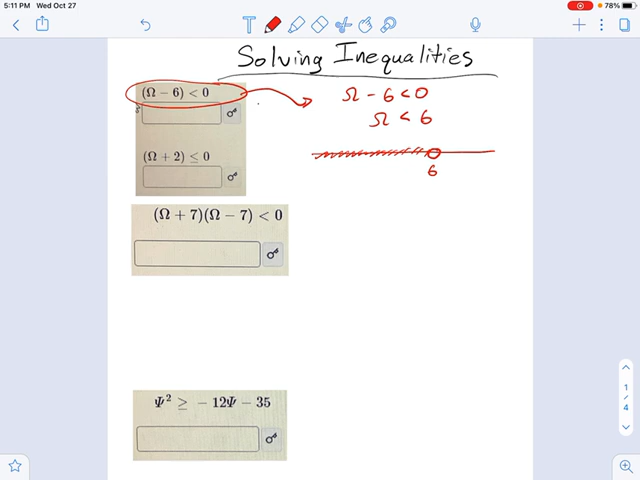 5:11 PM Wed Oct 27
78%
Solving Inequalities
(Ω − 6) < 0
Ω - 6 < 0
Ω < 6
(Ω + 2) ≤ 0
6
(Ω + 7)(Ω − 7) < 0
Ψ² ≥ − 12Ψ − 35
1
/
4